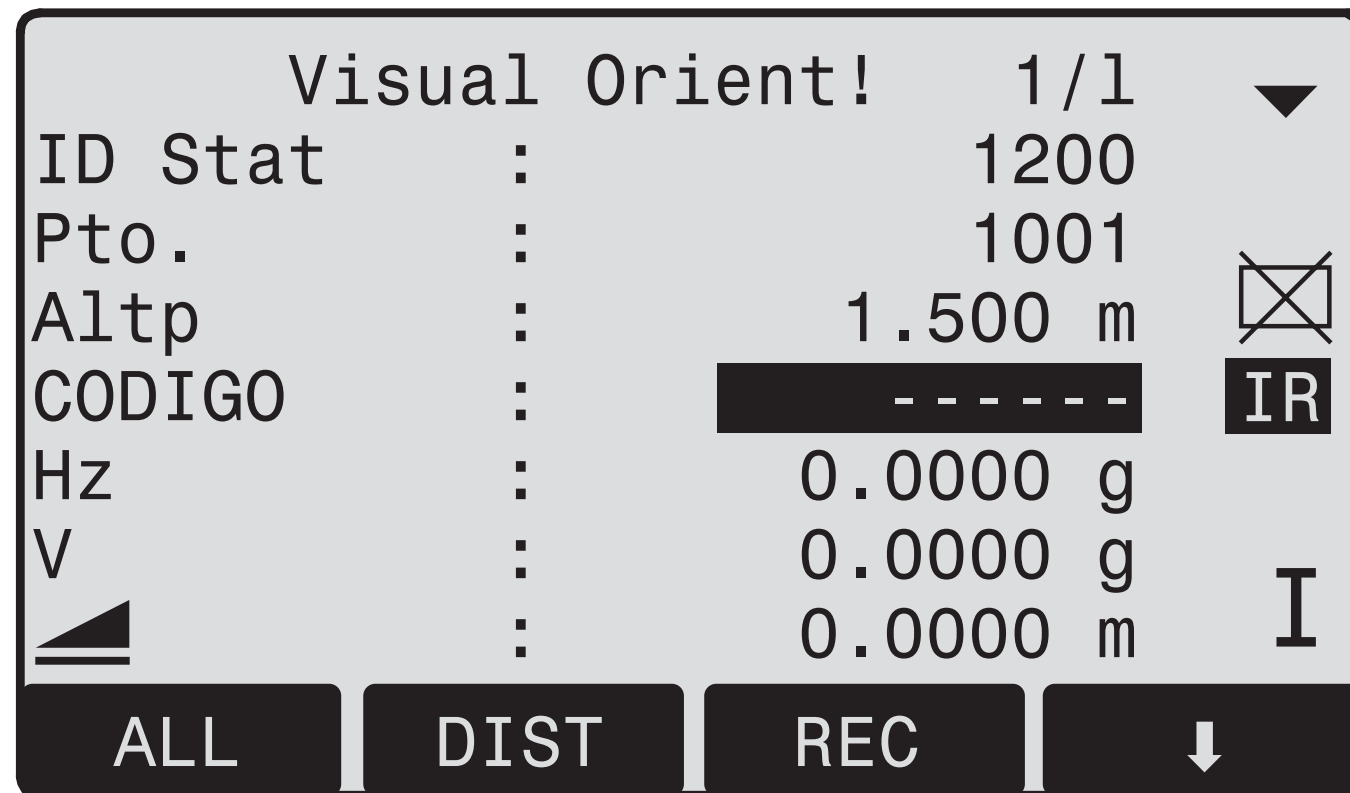 Visual Orient! 1/l
ID Stat : 1200
Pto. : 1001
Altp : 1.500 m
CODIGO : ------
IR
Hz : 0.0000 g
V : 0.0000 g
I
: 0.0000 m
ALL DIST REC ⬇